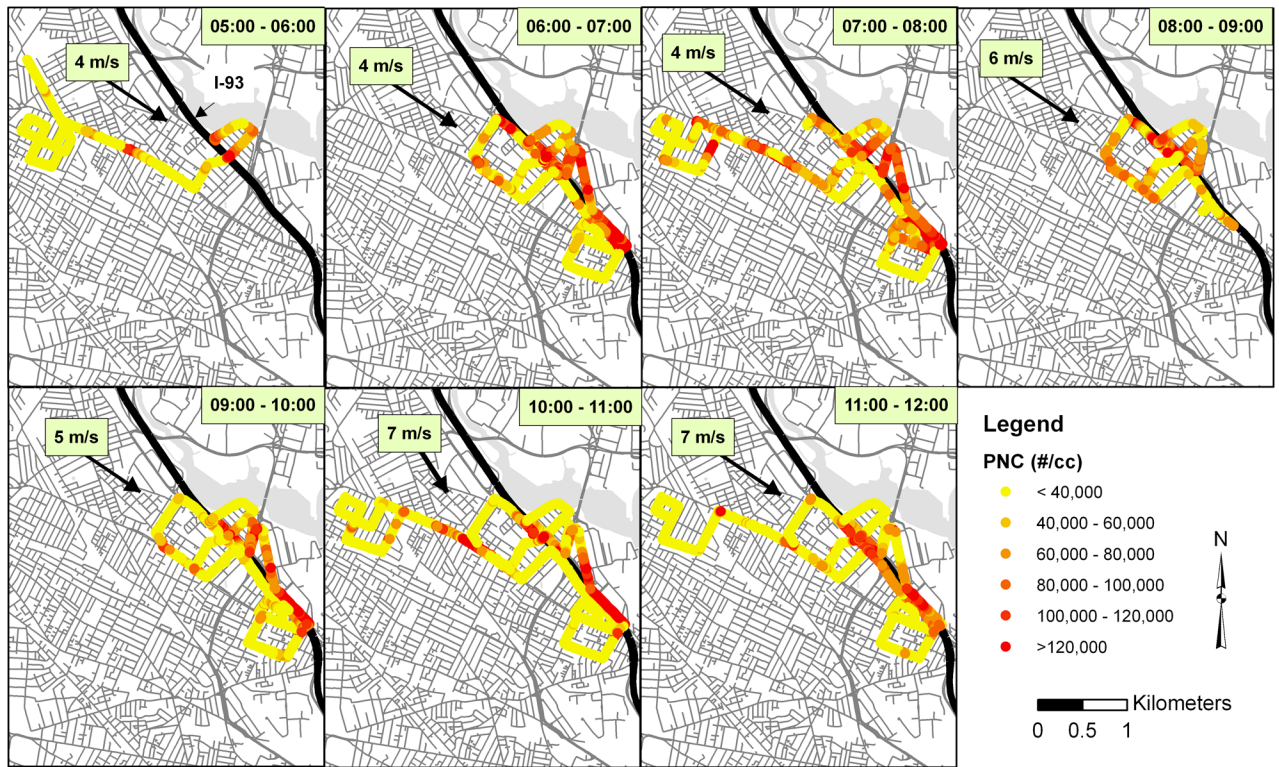 05:00 - 06:00
4 m/s
I-93
06:00 - 07:00
4 m/s
07:00 - 08:00
4 m/s
08:00 - 09:00
6 m/s
09:00 - 10:00
5 m/s
10:00 - 11:00
7 m/s
11:00 - 12:00
7 m/s
Legend
PNC (#/cc)
< 40,000
40,000 - 60,000
60,000 - 80,000
80,000 - 100,000
100,000 - 120,000
>120,000
N
Kilometers
0 0.5 1